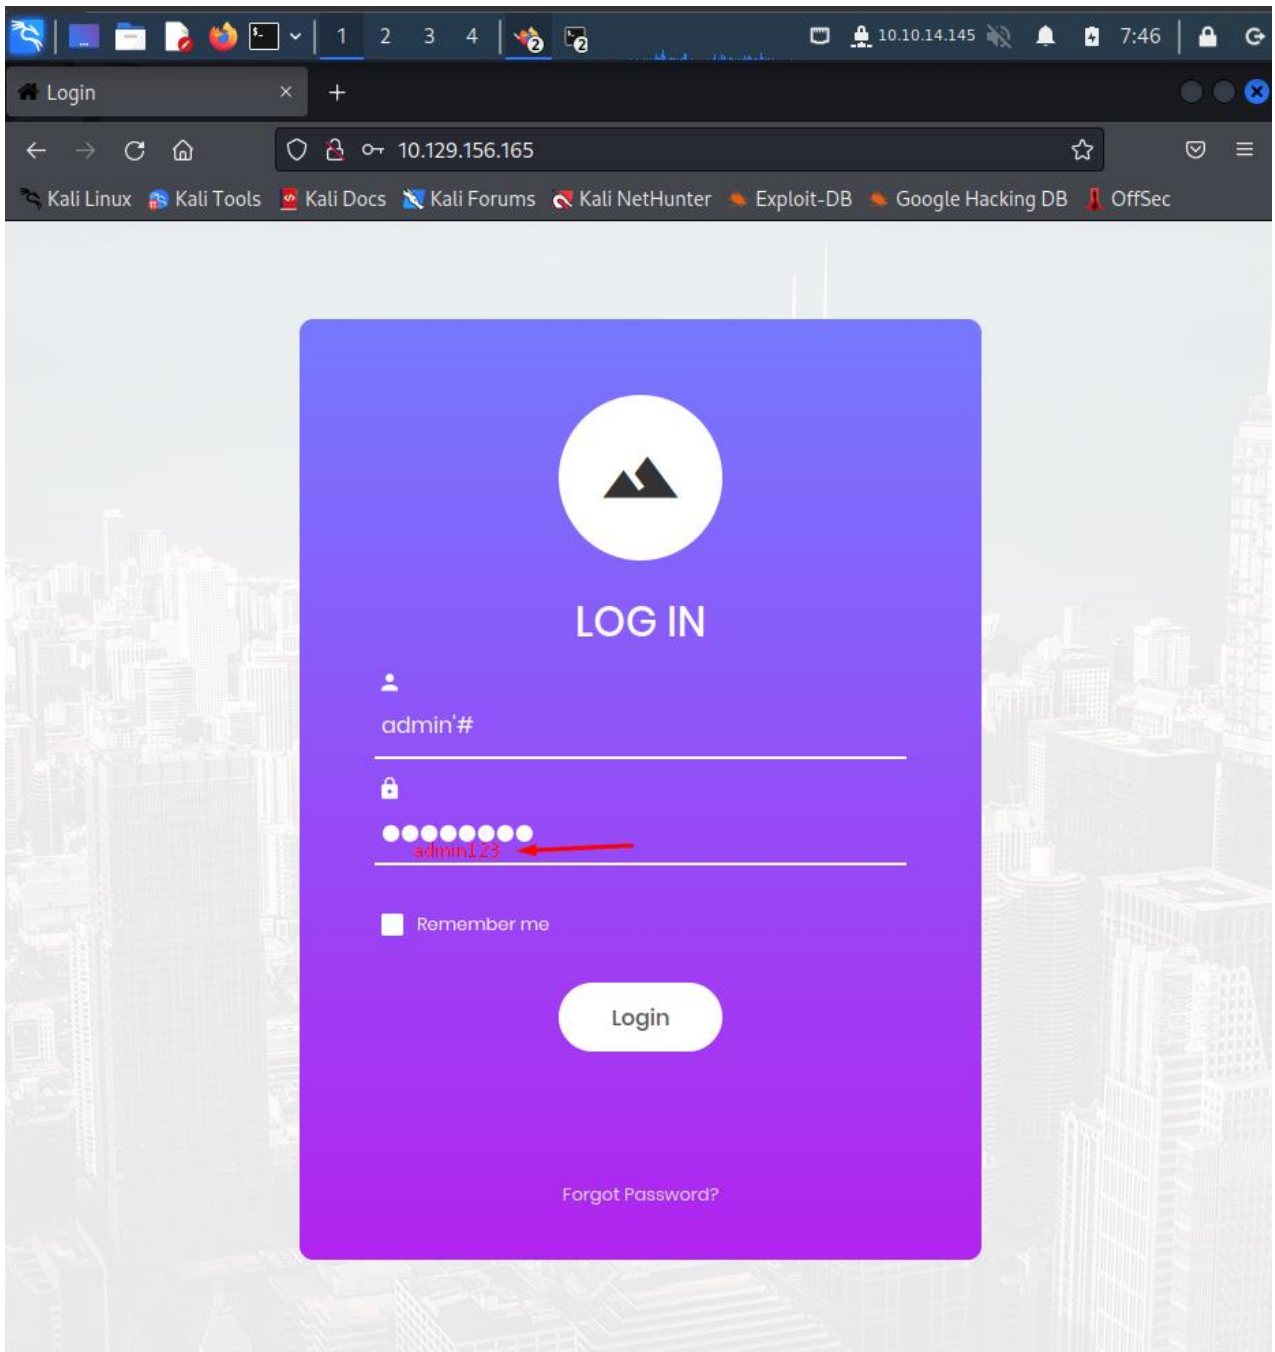 1 2 3 4 2 2 10.10.14.145 7:46
Login
10.129.156.165
Kali Linux Kali Tools Kali Docs Kali Forums Kali NetHunter Exploit-DB Google Hacking DB OffSec
LOG IN
admin'#
●●●●●●●●
admin123
Remember me
Login
Forgot Password?